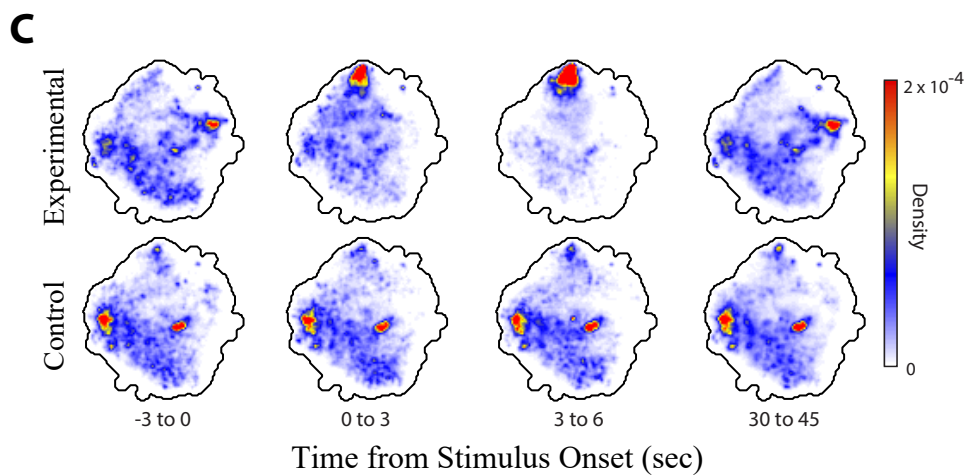 C
Experimental
Control
2 x 10^-4
Density
0
-3 to 0
0 to 3
3 to 6
30 to 45
Time from Stimulus Onset (sec)